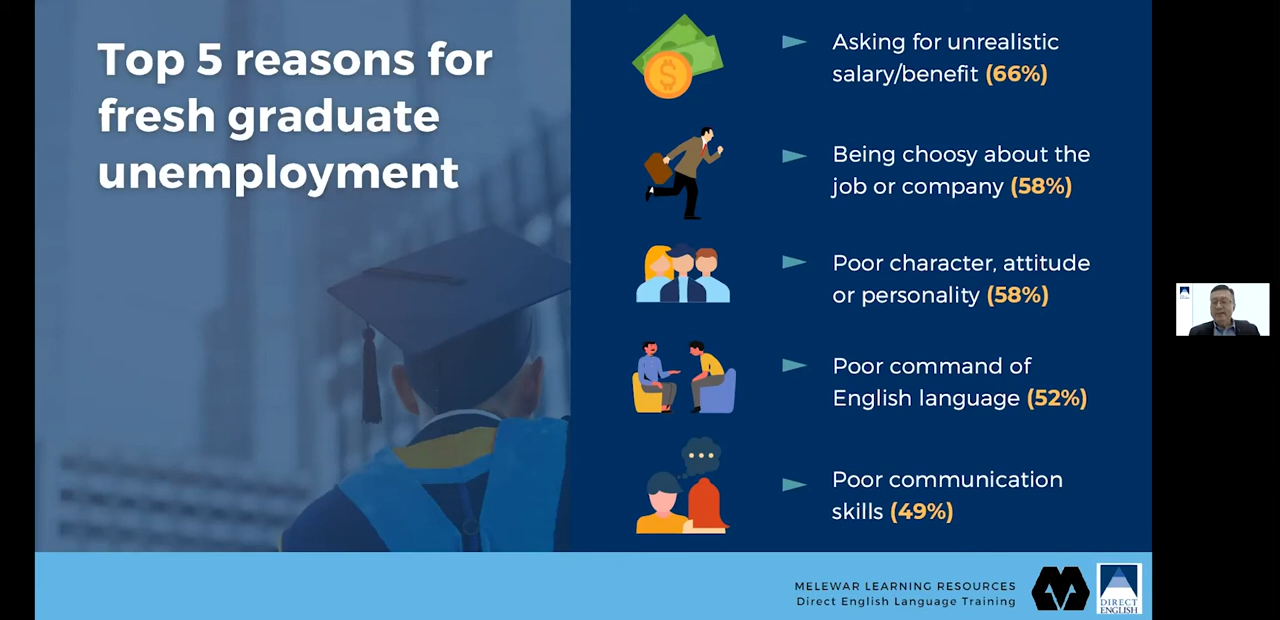 Top 5 reasons for
fresh graduate
unemployment
Asking for unrealistic
salary/benefit (66%)
Being choosy about the
job or company (58%)
Poor character, attitude
or personality (58%)
Poor command of
English language (52%)
Poor communication
skills (49%)
MELEWAR LEARNING RESOURCES
Direct English Language Training
DIRECT
ENGLISH